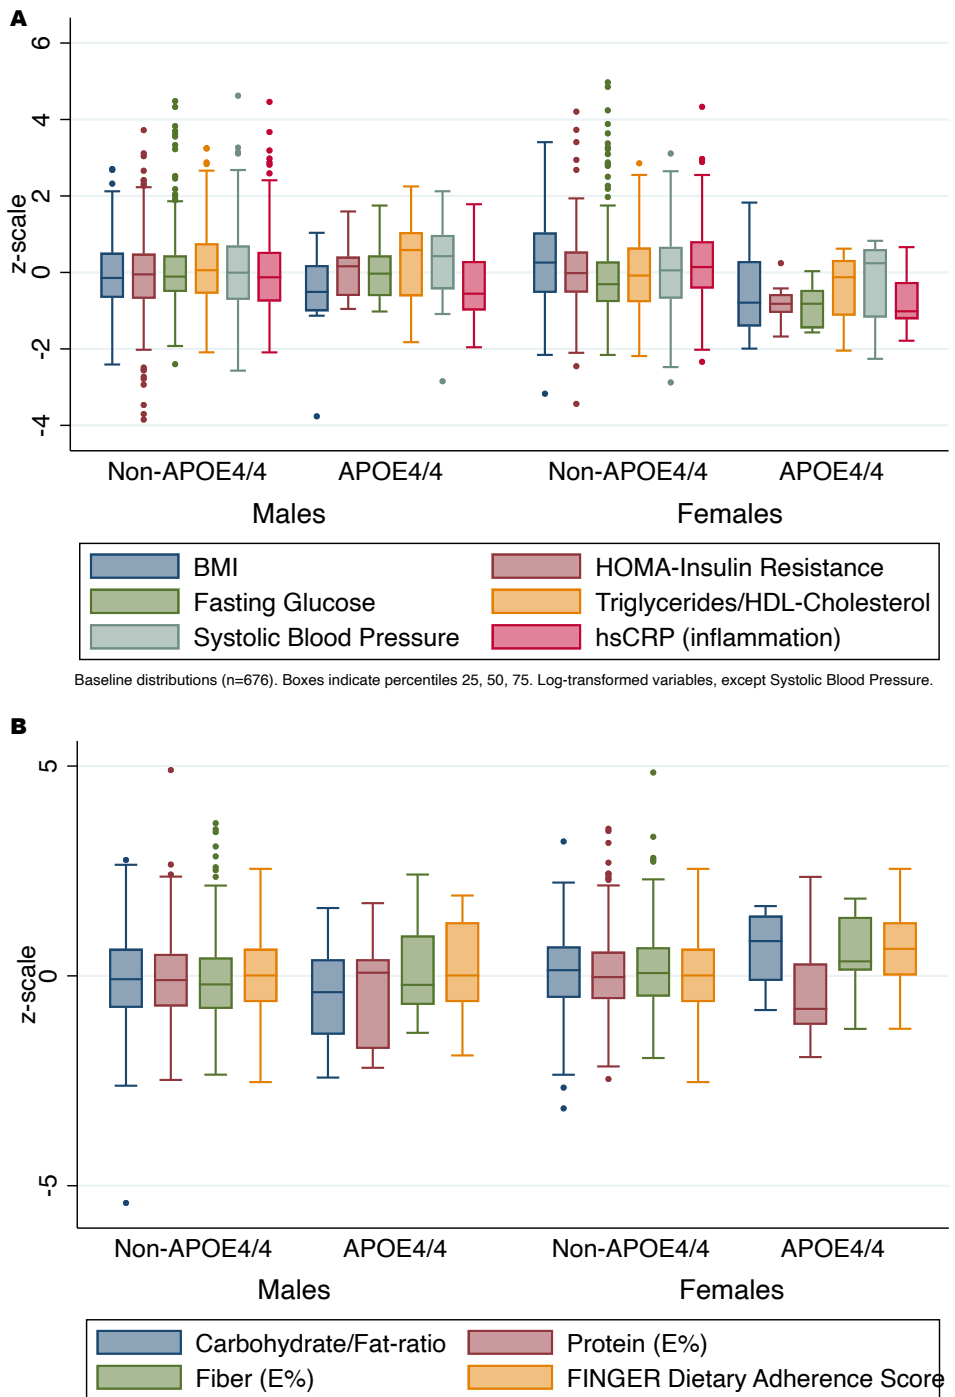 A
6
4
2
0
-2
-4
z-scale
Non-APOE4/4 APOE4/4 Non-APOE4/4 APOE4/4
Males Females
BMI HOMA-Insulin Resistance
Fasting Glucose Triglycerides/HDL-Cholesterol
Systolic Blood Pressure hsCRP (inflammation)
Baseline distributions (n=676). Boxes indicate percentiles 25, 50, 75. Log-transformed variables, except Systolic Blood Pressure.
B
5
0
-5
z-scale
Non-APOE4/4 APOE4/4 Non-APOE4/4 APOE4/4
Males Females
Carbohydrate/Fat-ratio Protein (E%)
Fiber (E%) FINGER Dietary Adherence Score